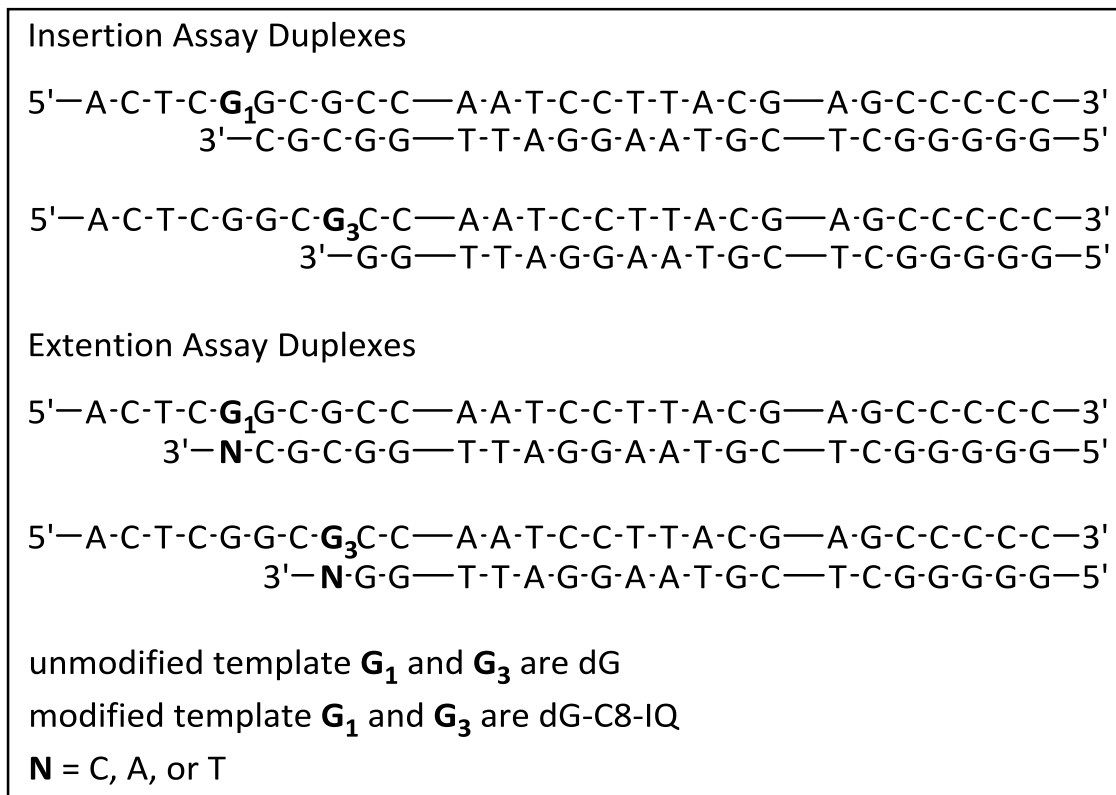 Insertion Assay Duplexes
5'—A-C-T-C-G₁G-C-G-C-C—A-A-T-C-C-T-T-A-C-G—A-G-C-C-C-C-C—3'
3'—C-G-C-G-G—T-T-A-G-G-A-A-T-G-C—T-C-G-G-G-G-G—5'
5'—A-C-T-C-G-G-C-G₃C-C—A-A-T-C-C-T-T-A-C-G—A-G-C-C-C-C-C—3'
3'—G-G—T-T-A-G-G-A-A-T-G-C—T-C-G-G-G-G-G—5'
Extention Assay Duplexes
5'—A-C-T-C-G₁G-C-G-C-C—A-A-T-C-C-T-T-A-C-G—A-G-C-C-C-C-C—3'
3'—N-C-G-C-G-G—T-T-A-G-G-A-A-T-G-C—T-C-G-G-G-G-G—5'
5'—A-C-T-C-G-G-C-G₃C-C—A-A-T-C-C-T-T-A-C-G—A-G-C-C-C-C-C—3'
3'—N-G-G—T-T-A-G-G-A-A-T-G-C—T-C-G-G-G-G-G—5'
unmodified template G₁ and G₃ are dG
modified template G₁ and G₃ are dG-C8-IQ
N = C, A, or T